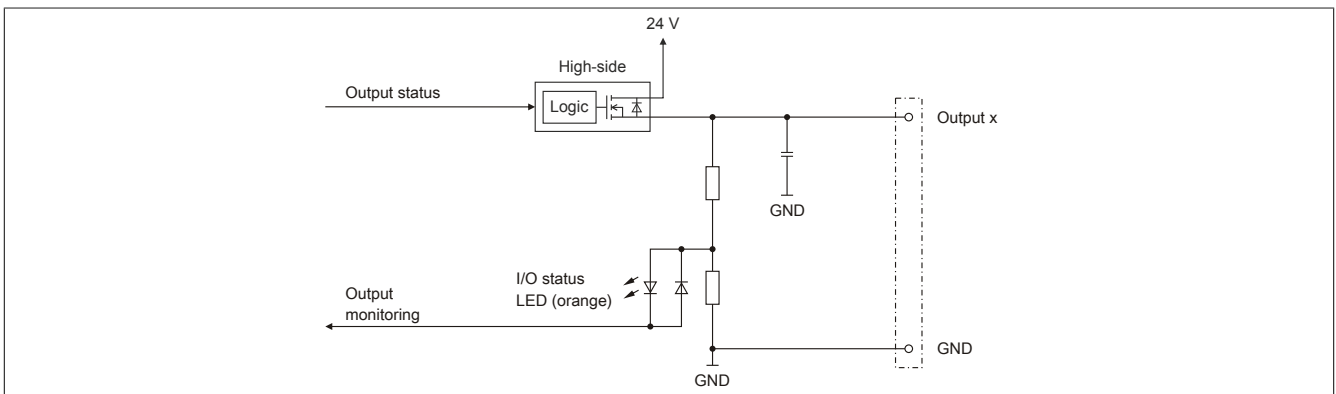 24 V
High-side
Output status
Logic
Output x
GND
I/O status
LED (orange)
Output
monitoring
GND
GND